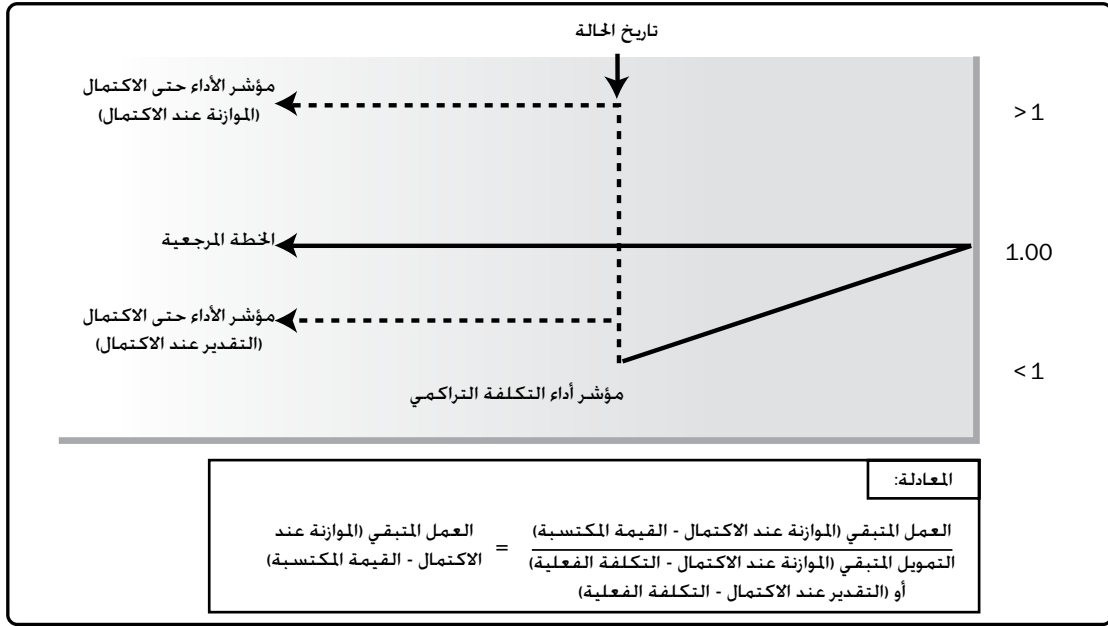 تاريخ الحالة
مؤشر الأداء حتى الاكتمال
(الموازنة عند الاكتمال)
> 1
الخطة المرجعية
1.00
مؤشر الأداء حتى الاكتمال
(التقدير عند الاكتمال)
< 1
مؤشر أداء التكلفة التراكمي
المعادلة:
العمل المتبقي (الموازنة عند الاكتمال - القيمة المكتسبة)
التمويل المتبقي (الموازنة عند الاكتمال - التكلفة الفعلية)
أو (التقدير عند الاكتمال - التكلفة الفعلية)
=
العمل المتبقي (الموازنة عند
الاكتمال - القيمة المكتسبة)